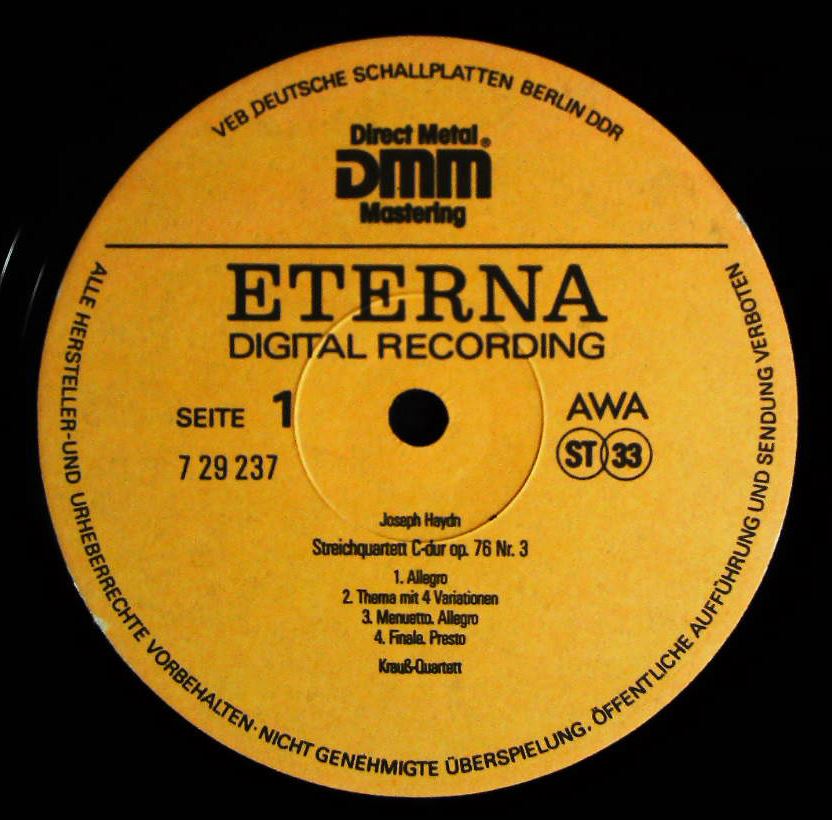 VEB DEUTSCHE SCHALLPLATTEN BERLIN DDR
Direct Metal®
DMM
Mastering
ETERNA
DIGITAL RECORDING
SEITE 1
AWA
7 29 237
ST 33
Joseph Haydn
Streichquartett C-dur op. 76 Nr. 3
1. Allegro
2. Thema mit 4 Variationen
3. Menuetto. Allegro
4. Finale. Presto
Krauß-Quartett
ALLE HERSTELLER-UND URHEBERRECHTE VORBEHALTEN·NICHT GENEHMIGTE ÜBERSPIELUNG, ÖFFENTLICHE AUFFÜHRUNG UND SENDUNG VERBOTEN